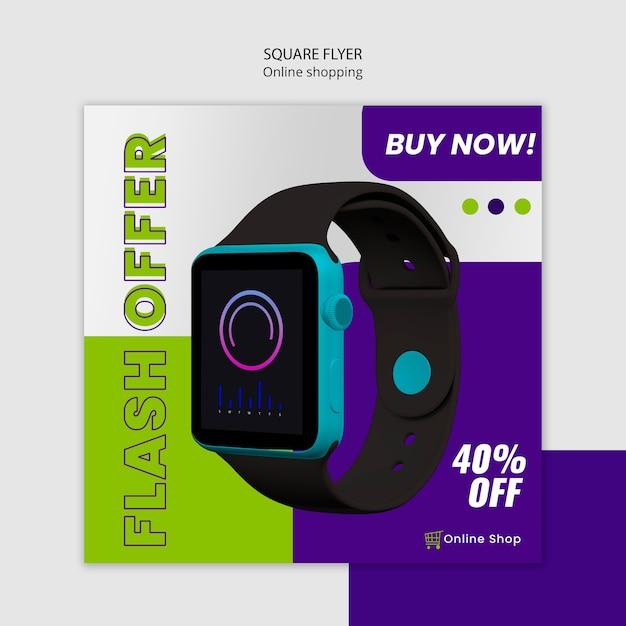 SQUARE FLYER
Online shopping
BUY NOW!
FLASH OFFER
S M T W T F S
40%
OFF
Online Shop